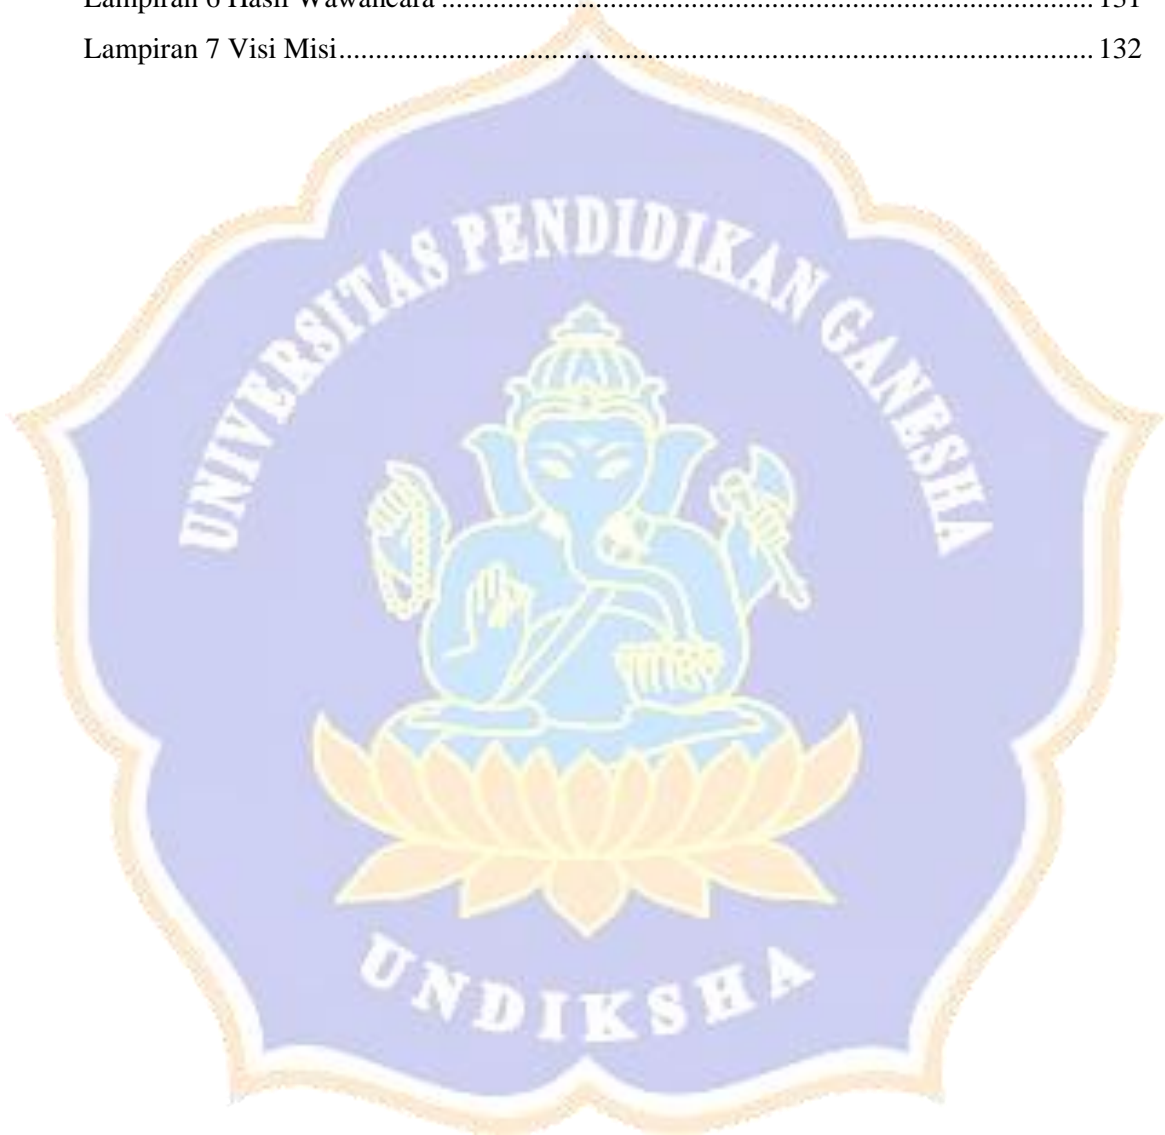 Lampiran 6 Hasil Wawancara ........................................................................................ 131
Lampiran 7 Visi Misi...................................................................................................... 132
UNIVERSITAS PENDIDIKAN GANESHA
UNDIKSHA